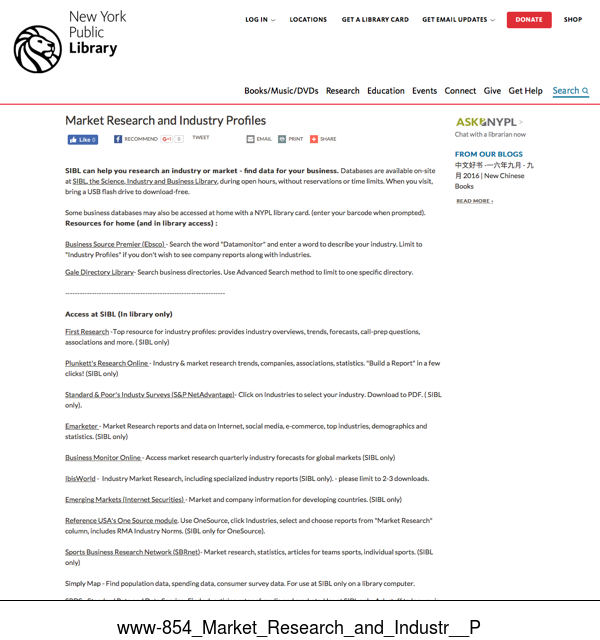 New York
Public
Library
LOG IN
LOCATIONS
GET A LIBRARY CARD
GET EMAIL UPDATES
DONATE
SHOP
Books/Music/DVDs Research Education Events Connect Give Get Help Search
Market Research and Industry Profiles
Like 0
RECOMMEND
G+1 0
TWEET
EMAIL
PRINT
SHARE
SIBL can help you research an industry or market - find data for your business. Databases are available on-site
at SIBL, the Science, Industry and Business Library, during open hours, without reservations or time limits. When you visit,
bring a USB flash drive to download-free.
Some business databases may also be accessed at home with a NYPL library card. (enter your barcode when prompted).
Resources for home (and in library access) :
Business Source Premier (Ebsco) - Search the word "Datamonitor" and enter a word to describe your industry. Limit to
"Industry Profiles" if you don't wish to see company reports along with industries.
Gale Directory Library- Search business directories. Use Advanced Search method to limit to one specific directory.
------------------------------------------------------------
Access at SIBL (In library only)
First Research -Top resource for industry profiles: provides industry overviews, trends, forecasts, call-prep questions,
associations and more. ( SIBL only)
Plunkett's Research Online - Industry & market research trends, companies, associations, statistics. "Build a Report" in a few
clicks! (SIBL only)
Standard & Poor's Industy Surveys (S&P NetAdvantage)- Click on Industries to select your industry. Download to PDF. ( SIBL
only).
Emarketer - Market Research reports and data on Internet, social media, e-commerce, top industries, demographics and
statistics. (SIBL only)
Business Monitor Online - Access market research quarterly industry forecasts for global markets (SIBL only)
IbisWorld - Industry Market Research, including specialized industry reports (SIBL only). - please limit to 2-3 downloads.
Emerging Markets (Internet Securities) - Market and company information for developing countries. (SIBL only)
Reference USA's One Source module. Use OneSource, click Industries, select and choose reports from "Market Research"
column, includes RMA Industry Norms. (SIBL only for OneSource).
Sports Business Research Network (SBRnet)- Market research, statistics, articles for teams sports, individual sports. (SIBL
only)
Simply Map - Find population data, spending data, consumer survey data. For use at SIBL only on a library computer.
ASK NYPL >
Chat with a librarian now
FROM OUR BLOGS
中文好书 -一六年九月 - 九
月 2016 | New Chinese
Books
READ MORE ›
www-854_Market_Research_and_Industr__P